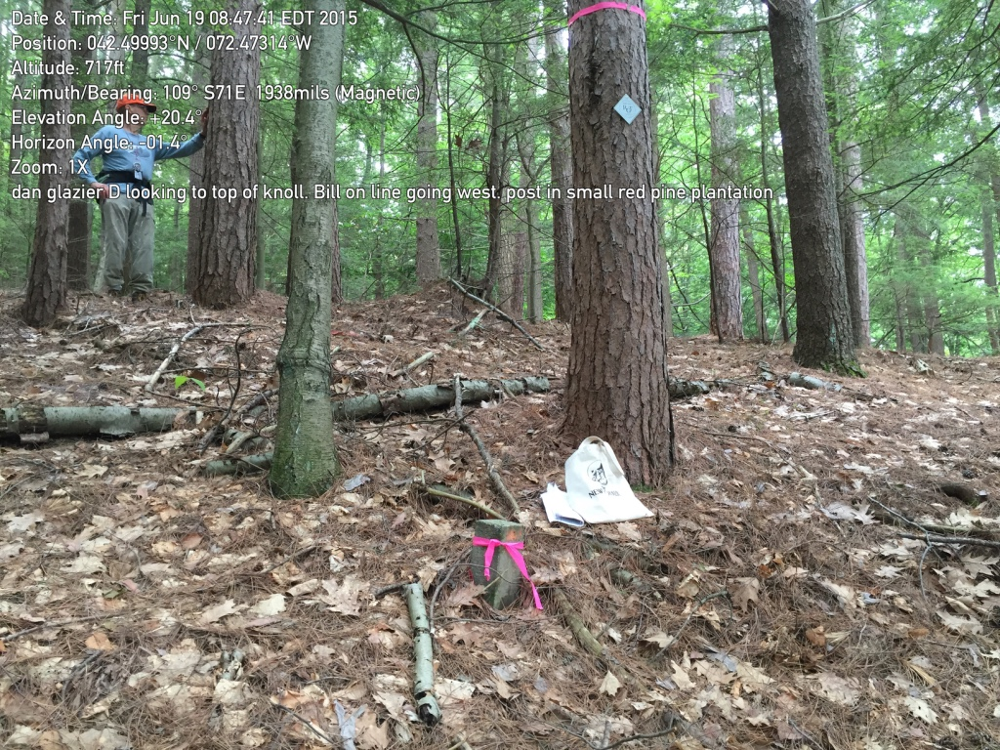 Date & Time: Fri Jun 19 08:47:41 EDT 2015
Position: 042.49993°N / 072.47314°W
Altitude: 717ft
Azimuth/Bearing: 109° S71E 1938mils (Magnetic)
Elevation Angle: +20.4°
Horizon Angle: -01.4°
Zoom: 1X
dan glazier D looking to top of knoll. Bill on line going west. post in small red pine plantation